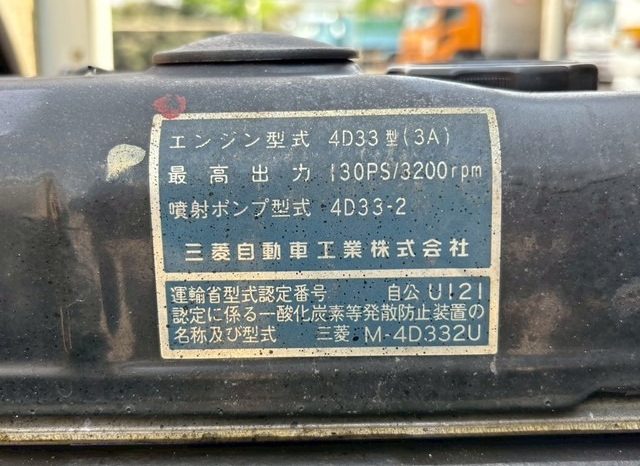 エンジン型式 4D33型(3A)
最高出力 130PS/3200rpm
噴射ポンプ型式 4D33-2
三菱自動車工業株式会社
運輸省型式認定番号 自公 U121
認定に係る一酸化炭素等発散防止装置の
名称及び型式 三菱 M-4D332U